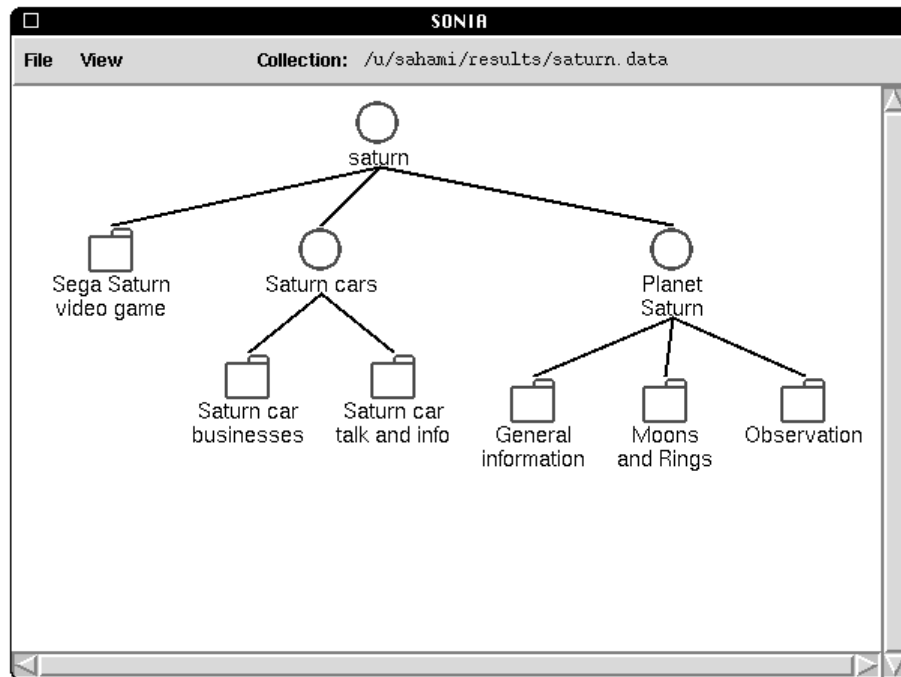 SONIA
File View Collection: /u/sahami/results/saturn.data
saturn
Sega Saturn
video game
Saturn cars
Planet
Saturn
Saturn car
businesses
Saturn car
talk and info
General
information
Moons
and Rings
Observation